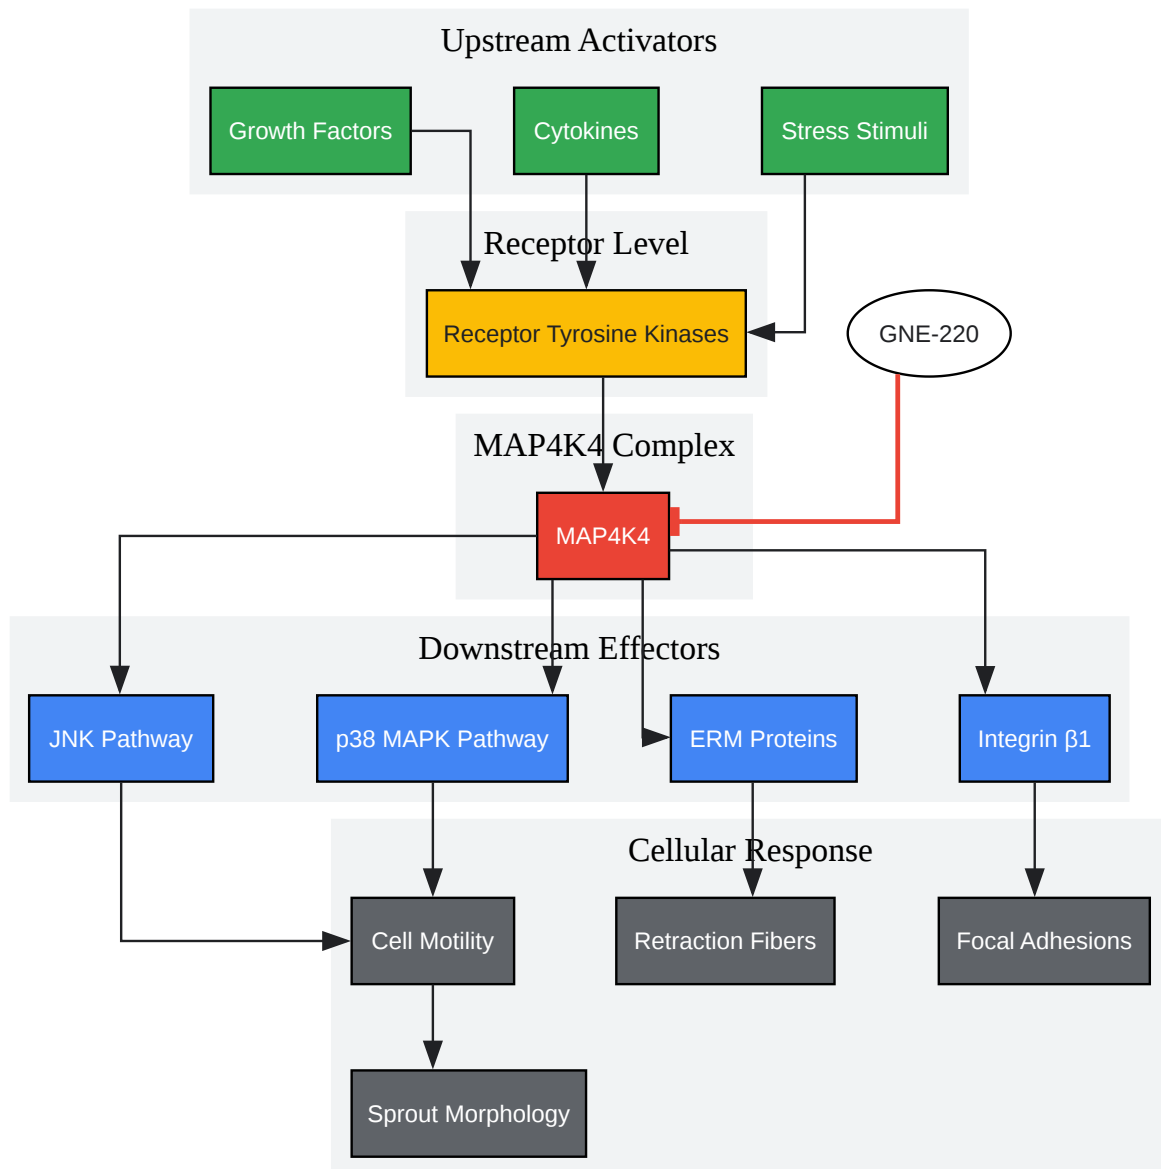 Upstream Activators
Growth Factors
Cytokines
Stress Stimuli
Receptor Level
Receptor Tyrosine Kinases
GNE-220
MAP4K4 Complex
MAP4K4
Downstream Effectors
JNK Pathway
p38 MAPK Pathway
ERM Proteins
Integrin β1
Cellular Response
Cell Motility
Retraction Fibers
Focal Adhesions
Sprout Morphology